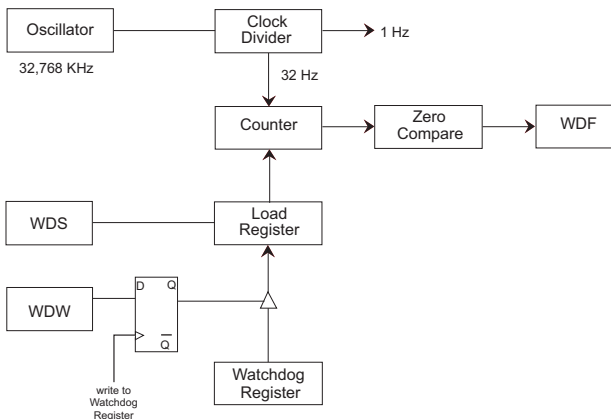 Oscillator
Clock
Divider
1 Hz
32,768 KHz
32 Hz
Counter
Zero
Compare
WDF
WDS
Load
Register
D Q
WDW
Q
write to
Watchdog
Register
Watchdog
Register